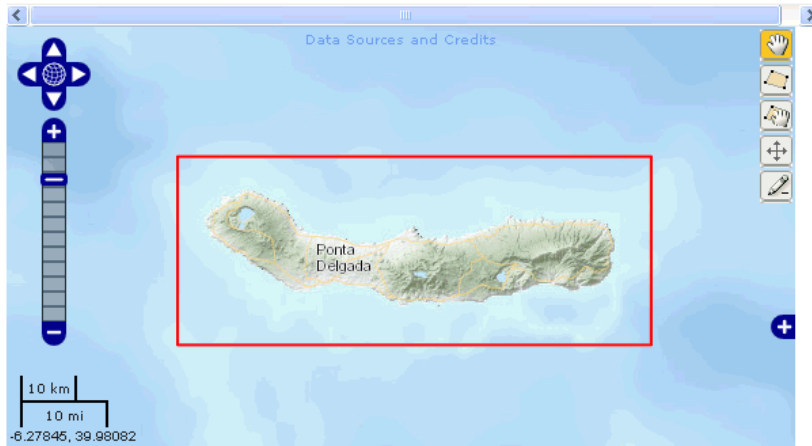 Data Sources and Credits
Ponta
Delgada
10 km
10 mi
-6.27845, 39.98082